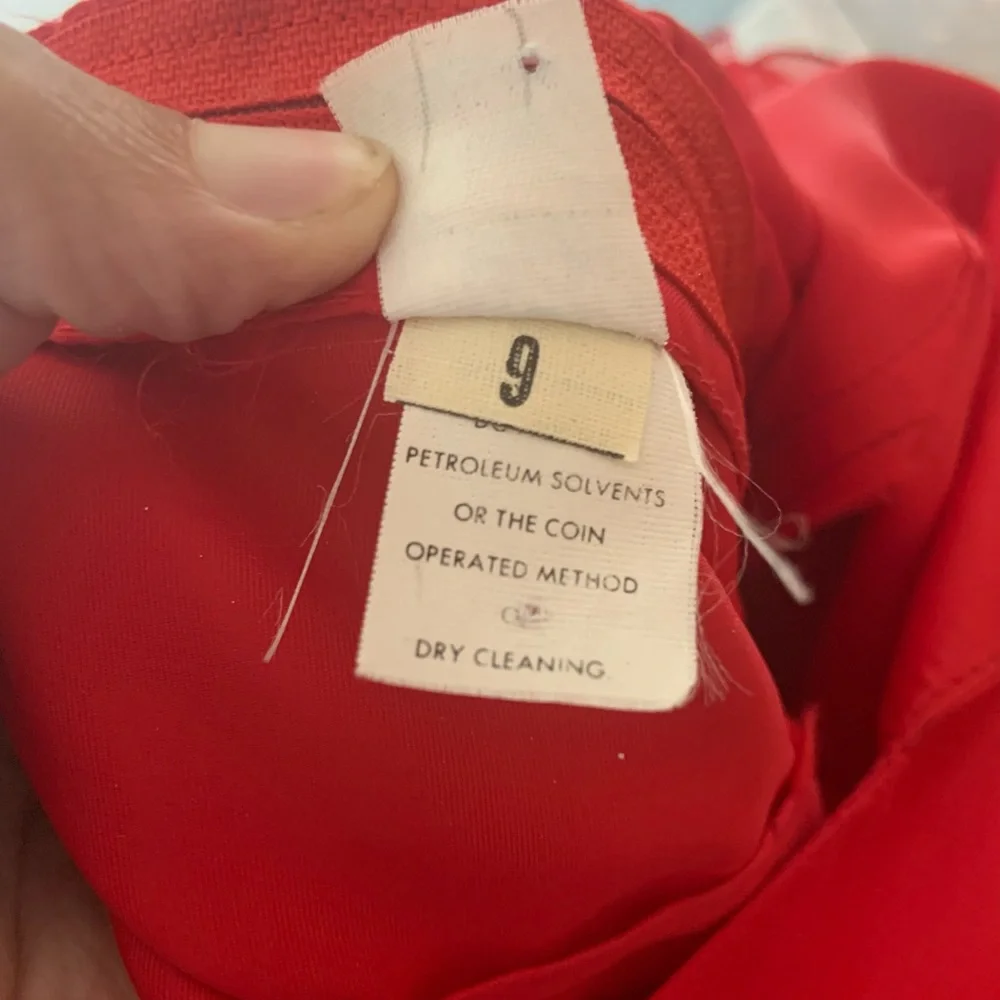 9
PETROLEUM SOLVENTS
OR THE COIN
OPERATED METHOD
DRY CLEANING